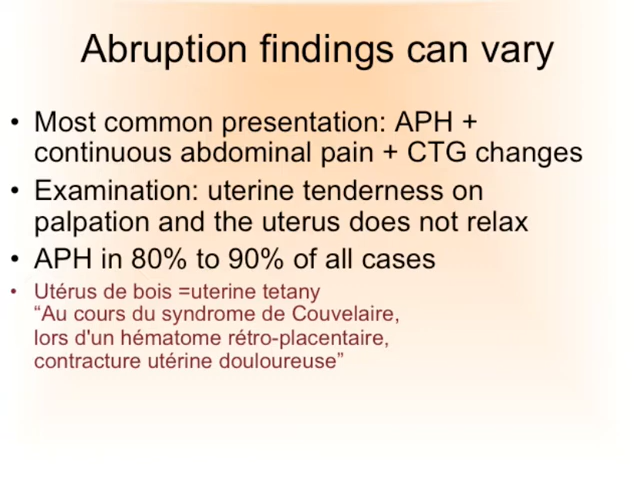 Abruption findings can vary
• Most common presentation: APH +
continuous abdominal pain + CTG changes
• Examination: uterine tenderness on
palpation and the uterus does not relax
• APH in 80% to 90% of all cases
• Utérus de bois =uterine tetany
“Au cours du syndrome de Couvelaire,
lors d'un hématome rétro-placentaire,
contracture utérine douloureuse”